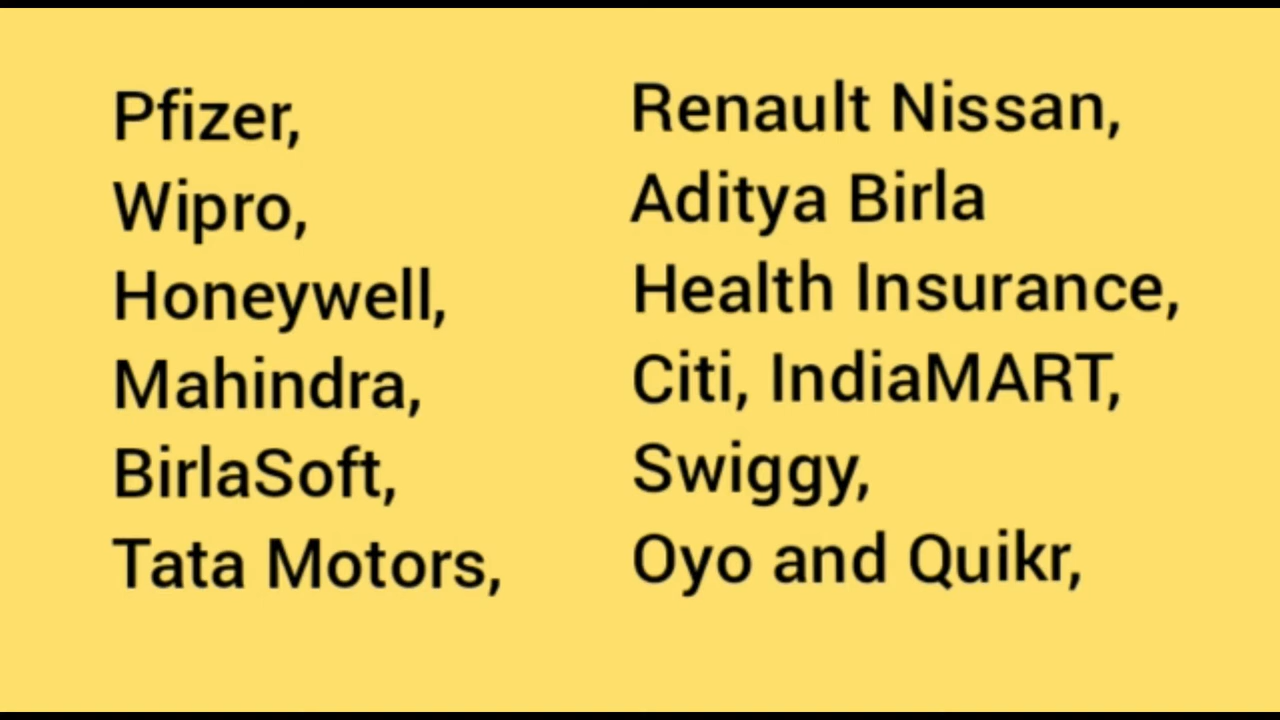 Pfizer,
Wipro,
Honeywell,
Mahindra,
BirlaSoft,
Tata Motors,
Renault Nissan,
Aditya Birla
Health Insurance,
Citi, IndiaMART,
Swiggy,
Oyo and Quikr,